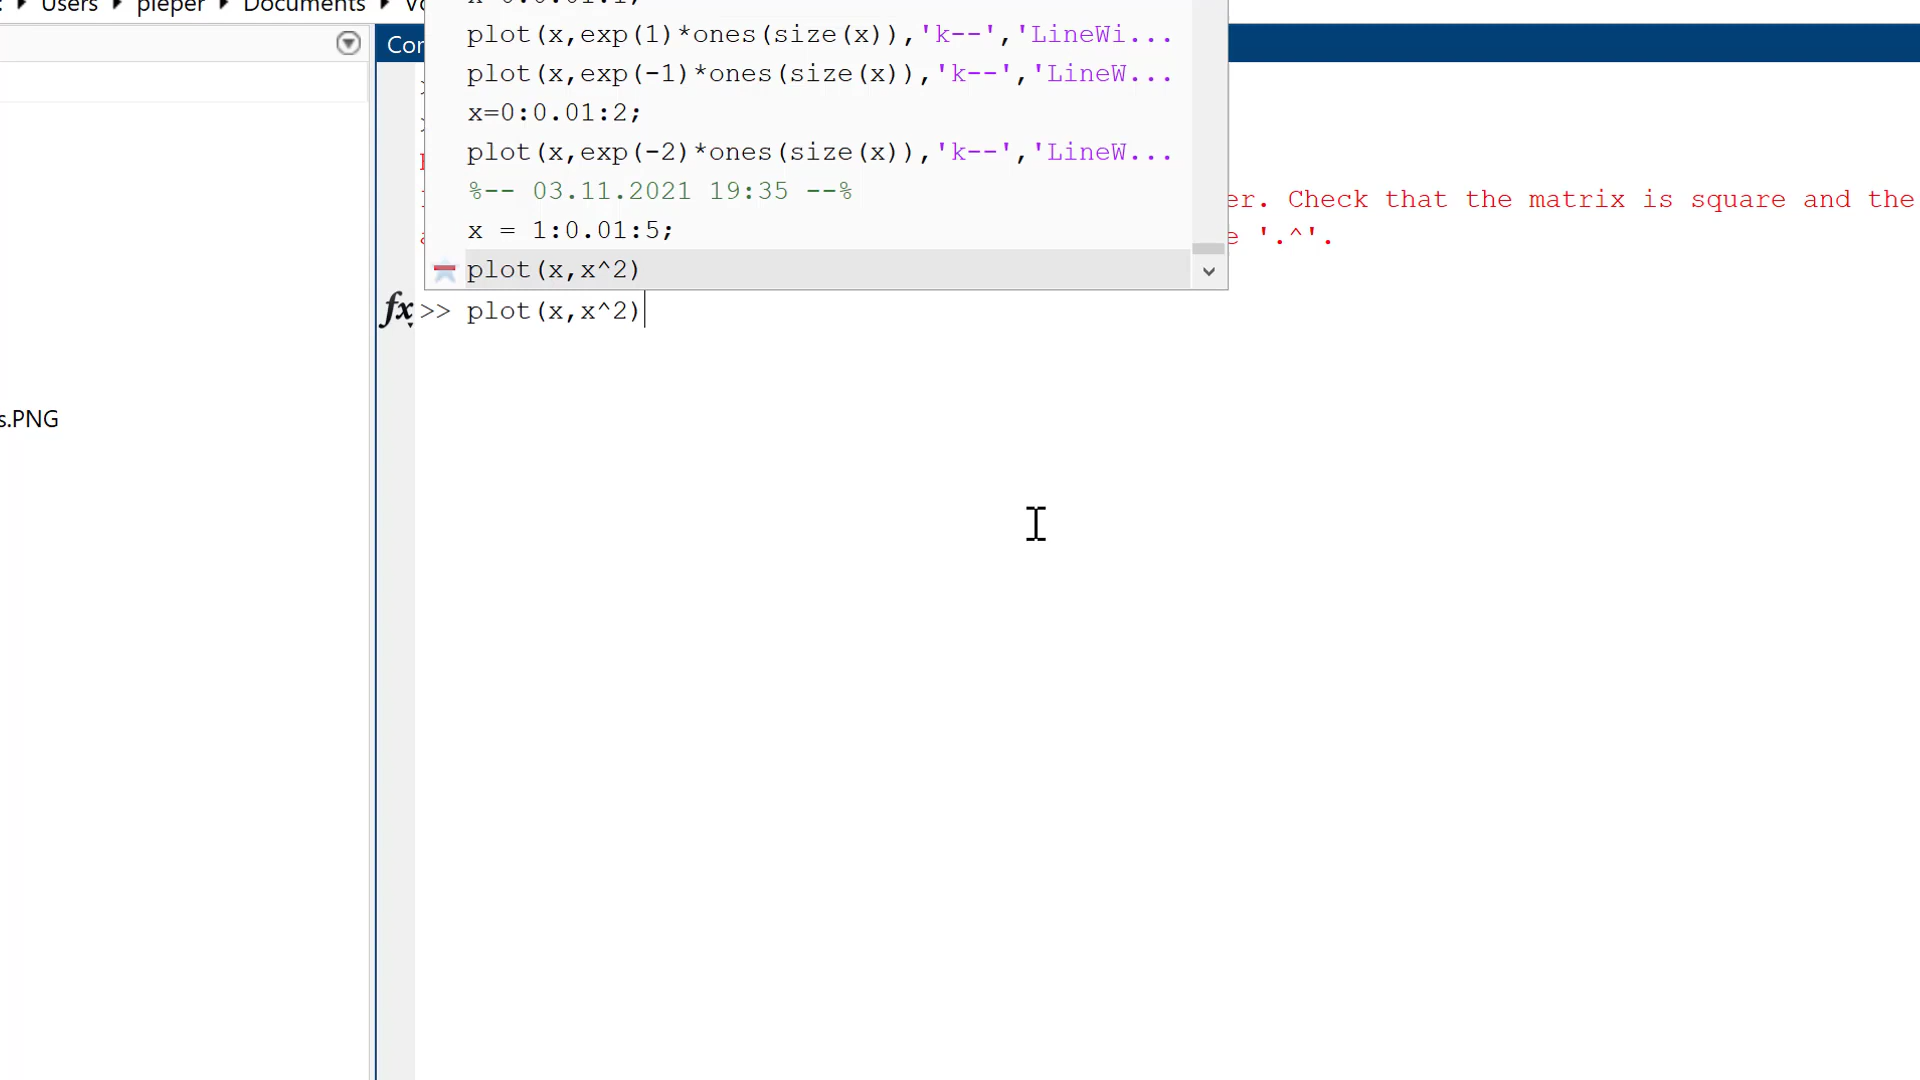 Users pieper Documents
plot(x,exp(1)*ones(size(x)),'k--','LineWi...
plot(x,exp(-1)*ones(size(x)),'k--','LineW...
x=0:0.01:2;
plot(x,exp(-2)*ones(size(x)),'k--','LineW...
%-- 03.11.2021 19:35 --%
er. Check that the matrix is square and the
x = 1:0.01:5;
e '.^'.
plot(x,x^2)
fx >> plot(x,x^2)
s.PNG